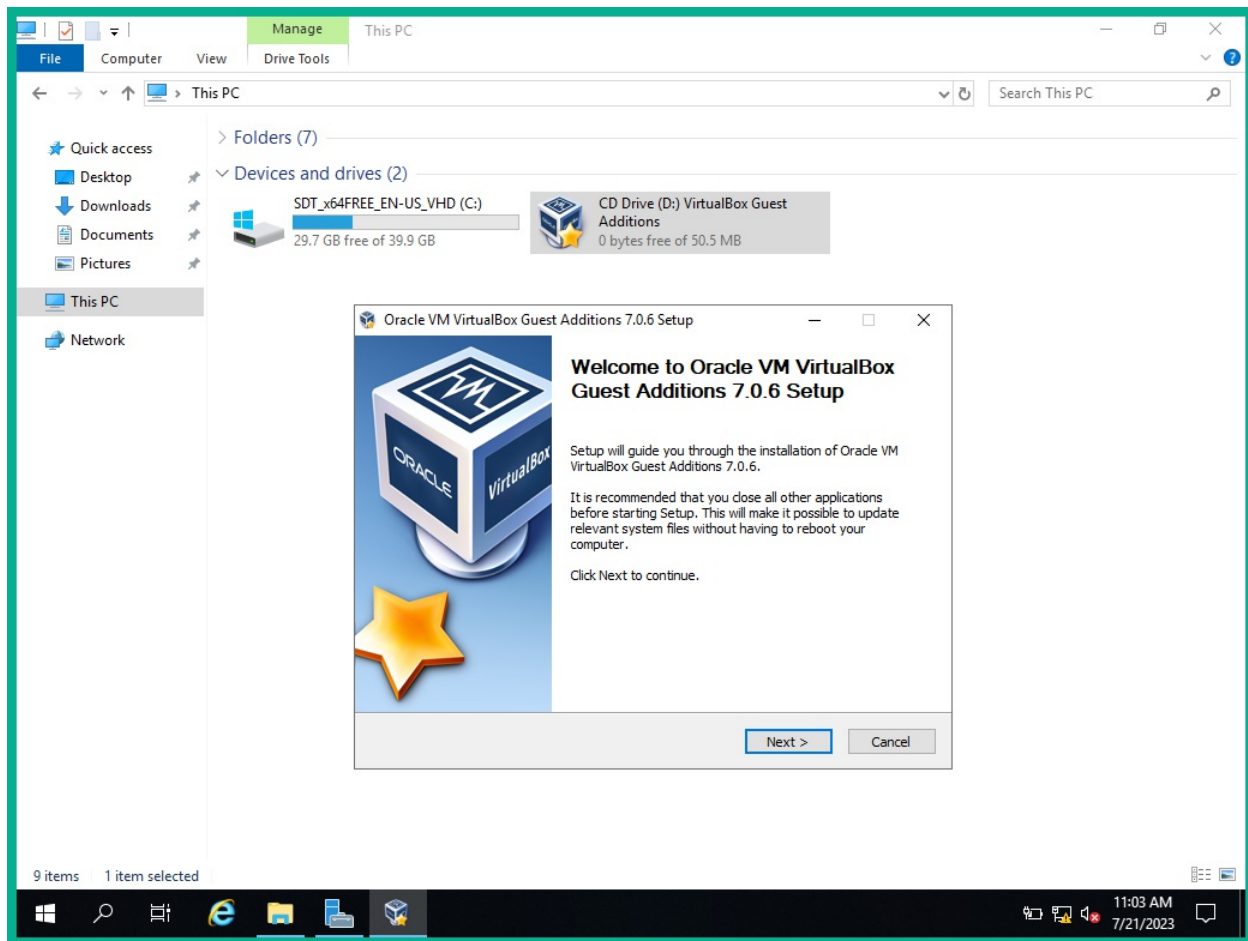 Manage This PC
File Computer View Drive Tools
This PC Search This PC
Quick access
Desktop
Downloads
Documents
Pictures
This PC
Network
Folders (7)
Devices and drives (2)
SDT_x64FREE_EN-US_VHD (C:)
29.7 GB free of 39.9 GB
CD Drive (D:) VirtualBox Guest
Additions
0 bytes free of 50.5 MB
Oracle VM VirtualBox Guest Additions 7.0.6 Setup
ORACLE
VirtualBox
Welcome to Oracle VM VirtualBox
Guest Additions 7.0.6 Setup
Setup will guide you through the installation of Oracle VM
VirtualBox Guest Additions 7.0.6.
It is recommended that you close all other applications
before starting Setup. This will make it possible to update
relevant system files without having to reboot your
computer.
Click Next to continue.
Next > Cancel
9 items 1 item selected
11:03 AM
7/21/2023